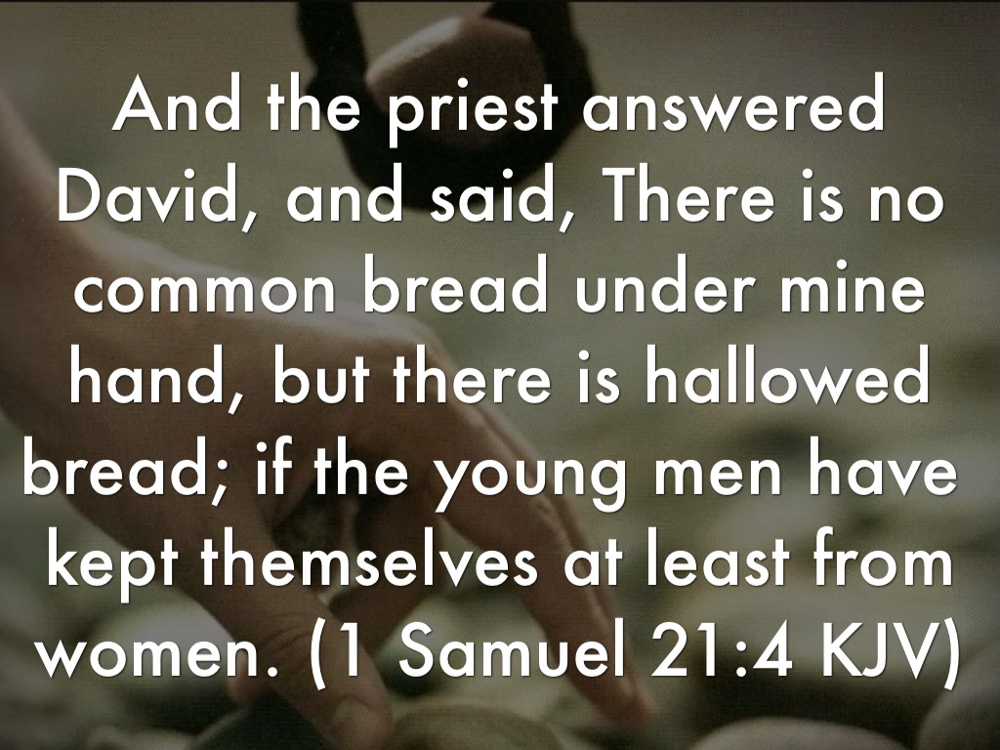 And the priest answered
David, and said, There is no
common bread under mine
hand, but there is hallowed
bread; if the young men have
kept themselves at least from
women. (1 Samuel 21:4 KJV)